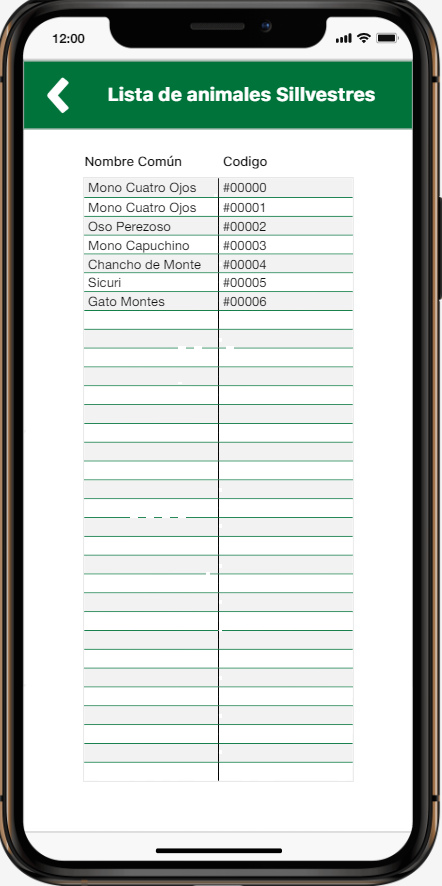 12:00
Lista de animales Sillvestres
Nombre Común Codigo
Mono Cuatro Ojos #00000
Mono Cuatro Ojos #00001
Oso Perezoso #00002
Mono Capuchino #00003
Chancho de Monte #00004
Sicuri #00005
Gato Montes #00006